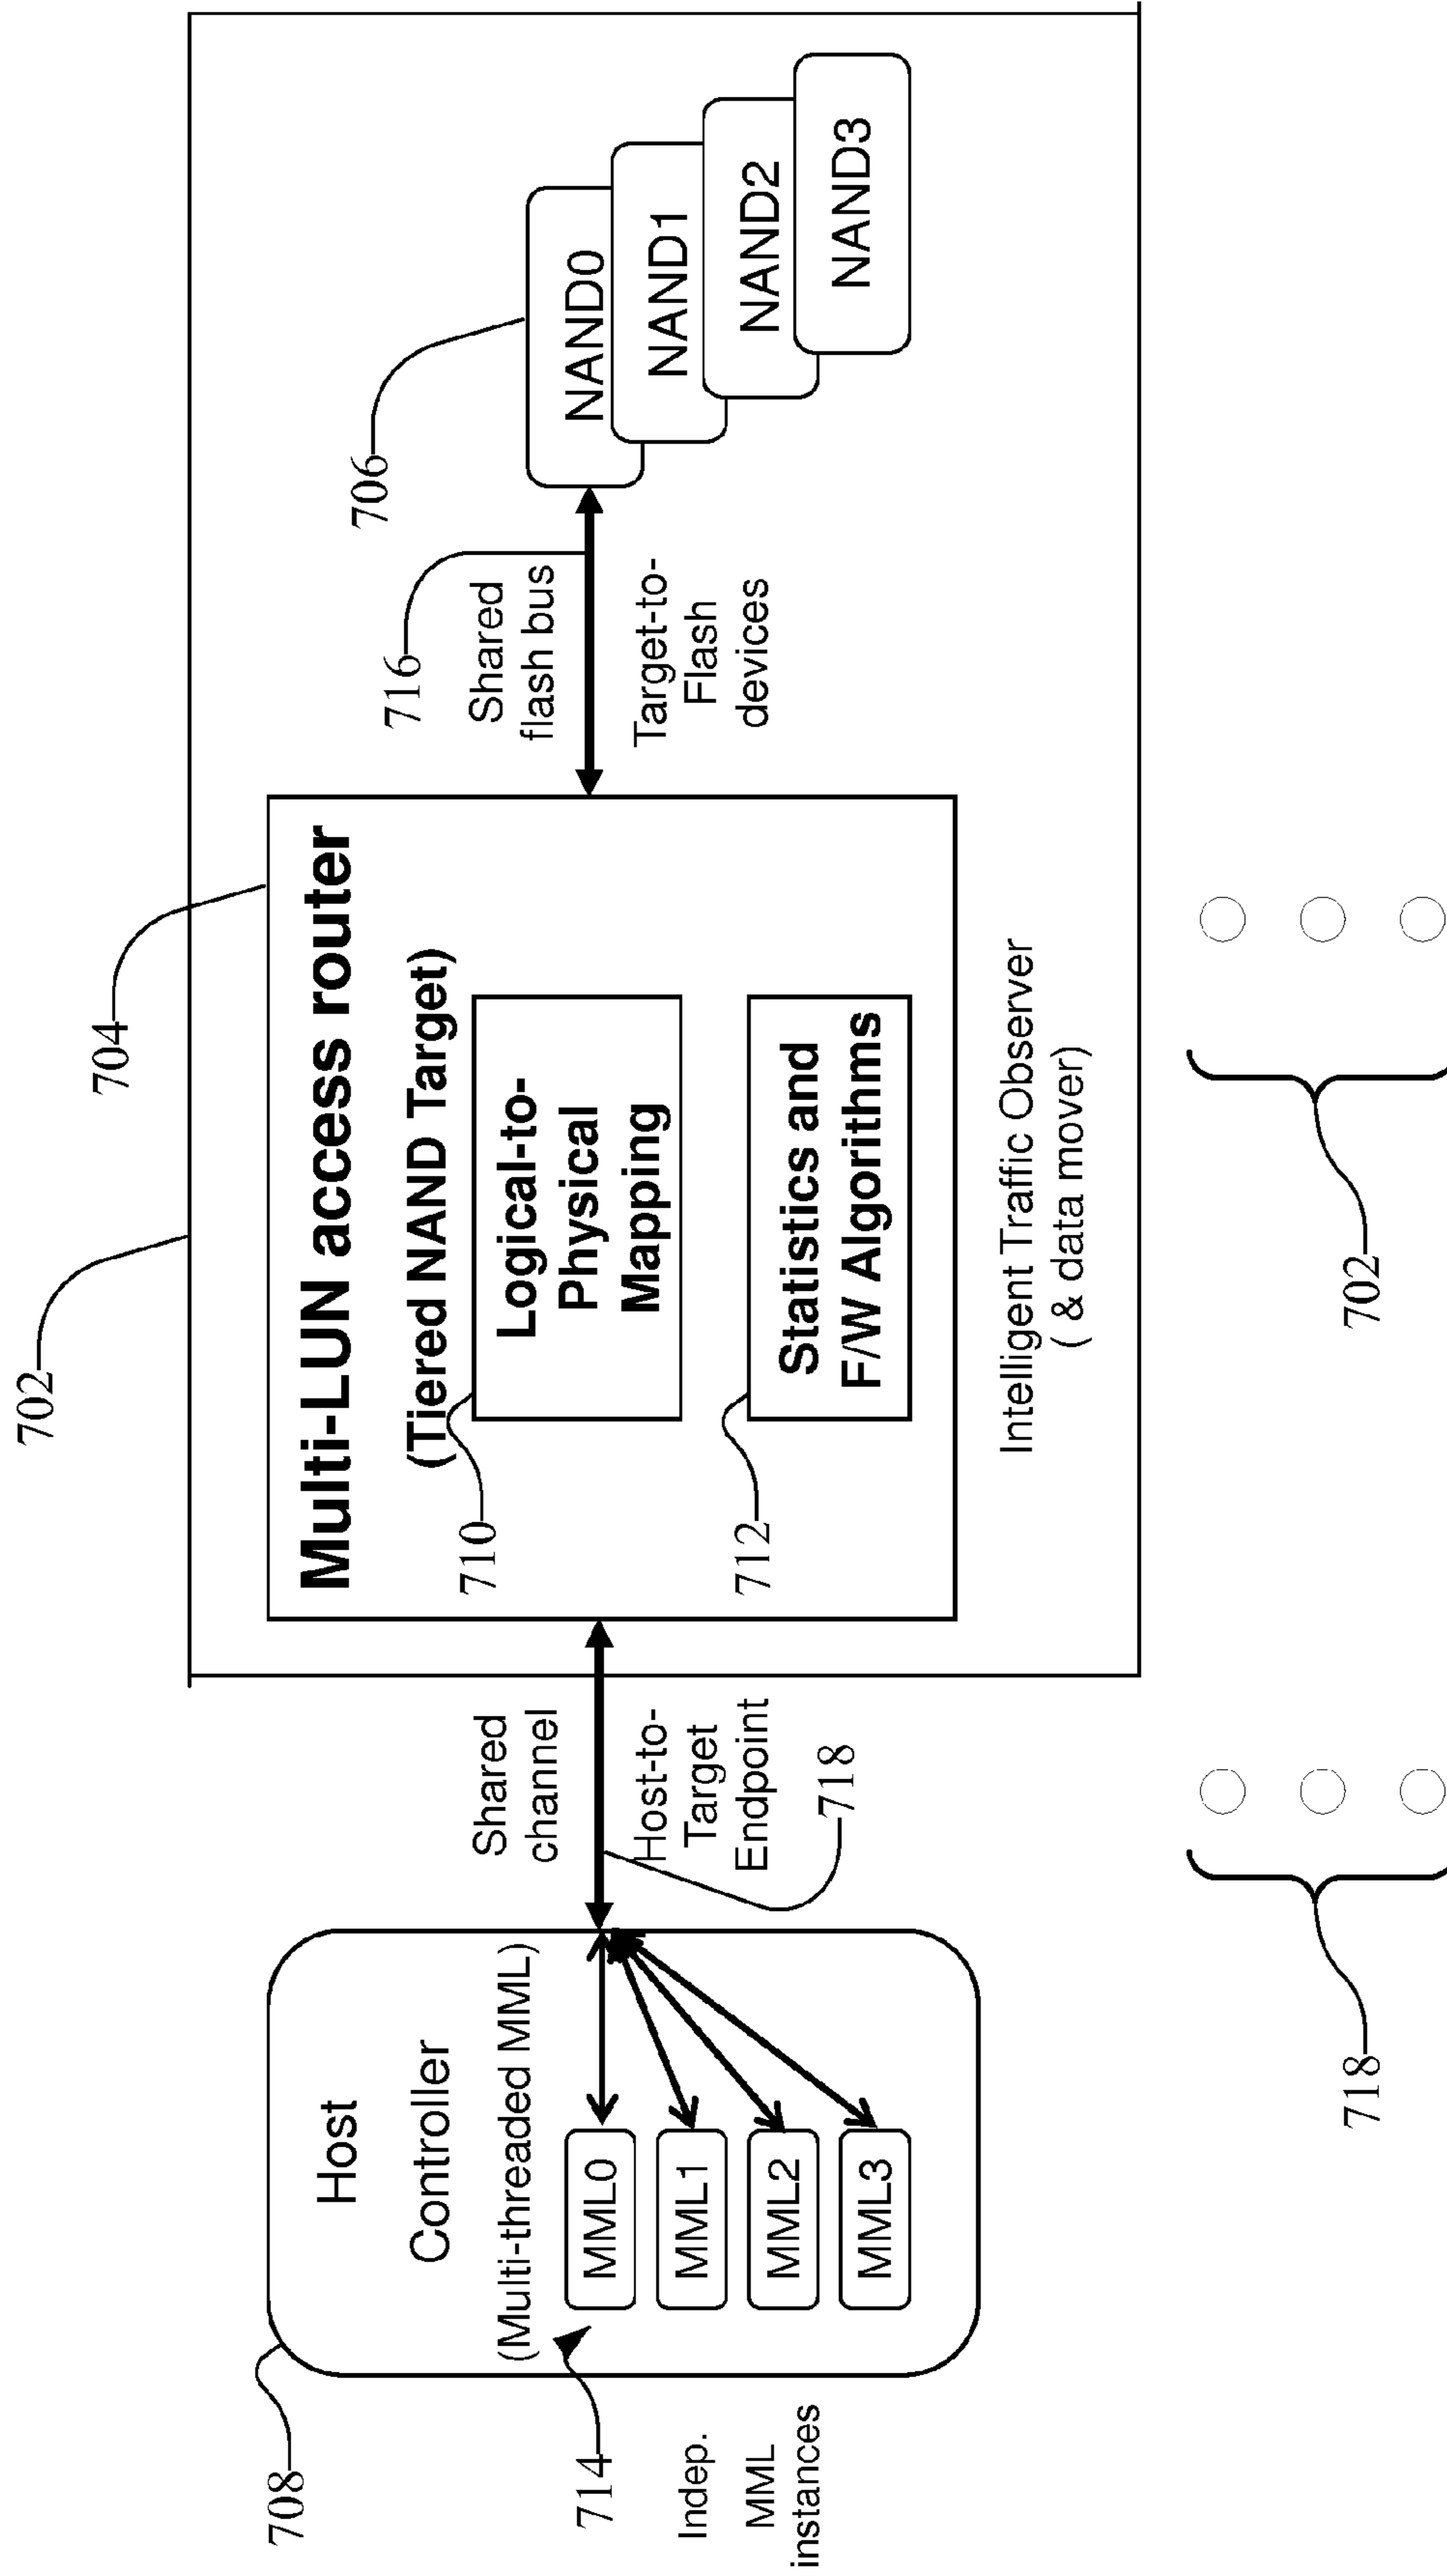 702
704
706
716
Shared
flash bus
Target-to-
Flash
devices
NAND0
NAND1
NAND2
NAND3
Multi-LUN access router
(Tiered NAND Target)
710
Logical-to-
Physical
Mapping
712
Statistics and
F/W Algorithms
Intelligent Traffic Observer
( & data mover)
Shared
channel
Host-to-
Target
Endpoint
718
708
Host
Controller
(Multi-threaded MML)
MML0
MML1
MML2
MML3
714
Indep.
MML
instances
718
702